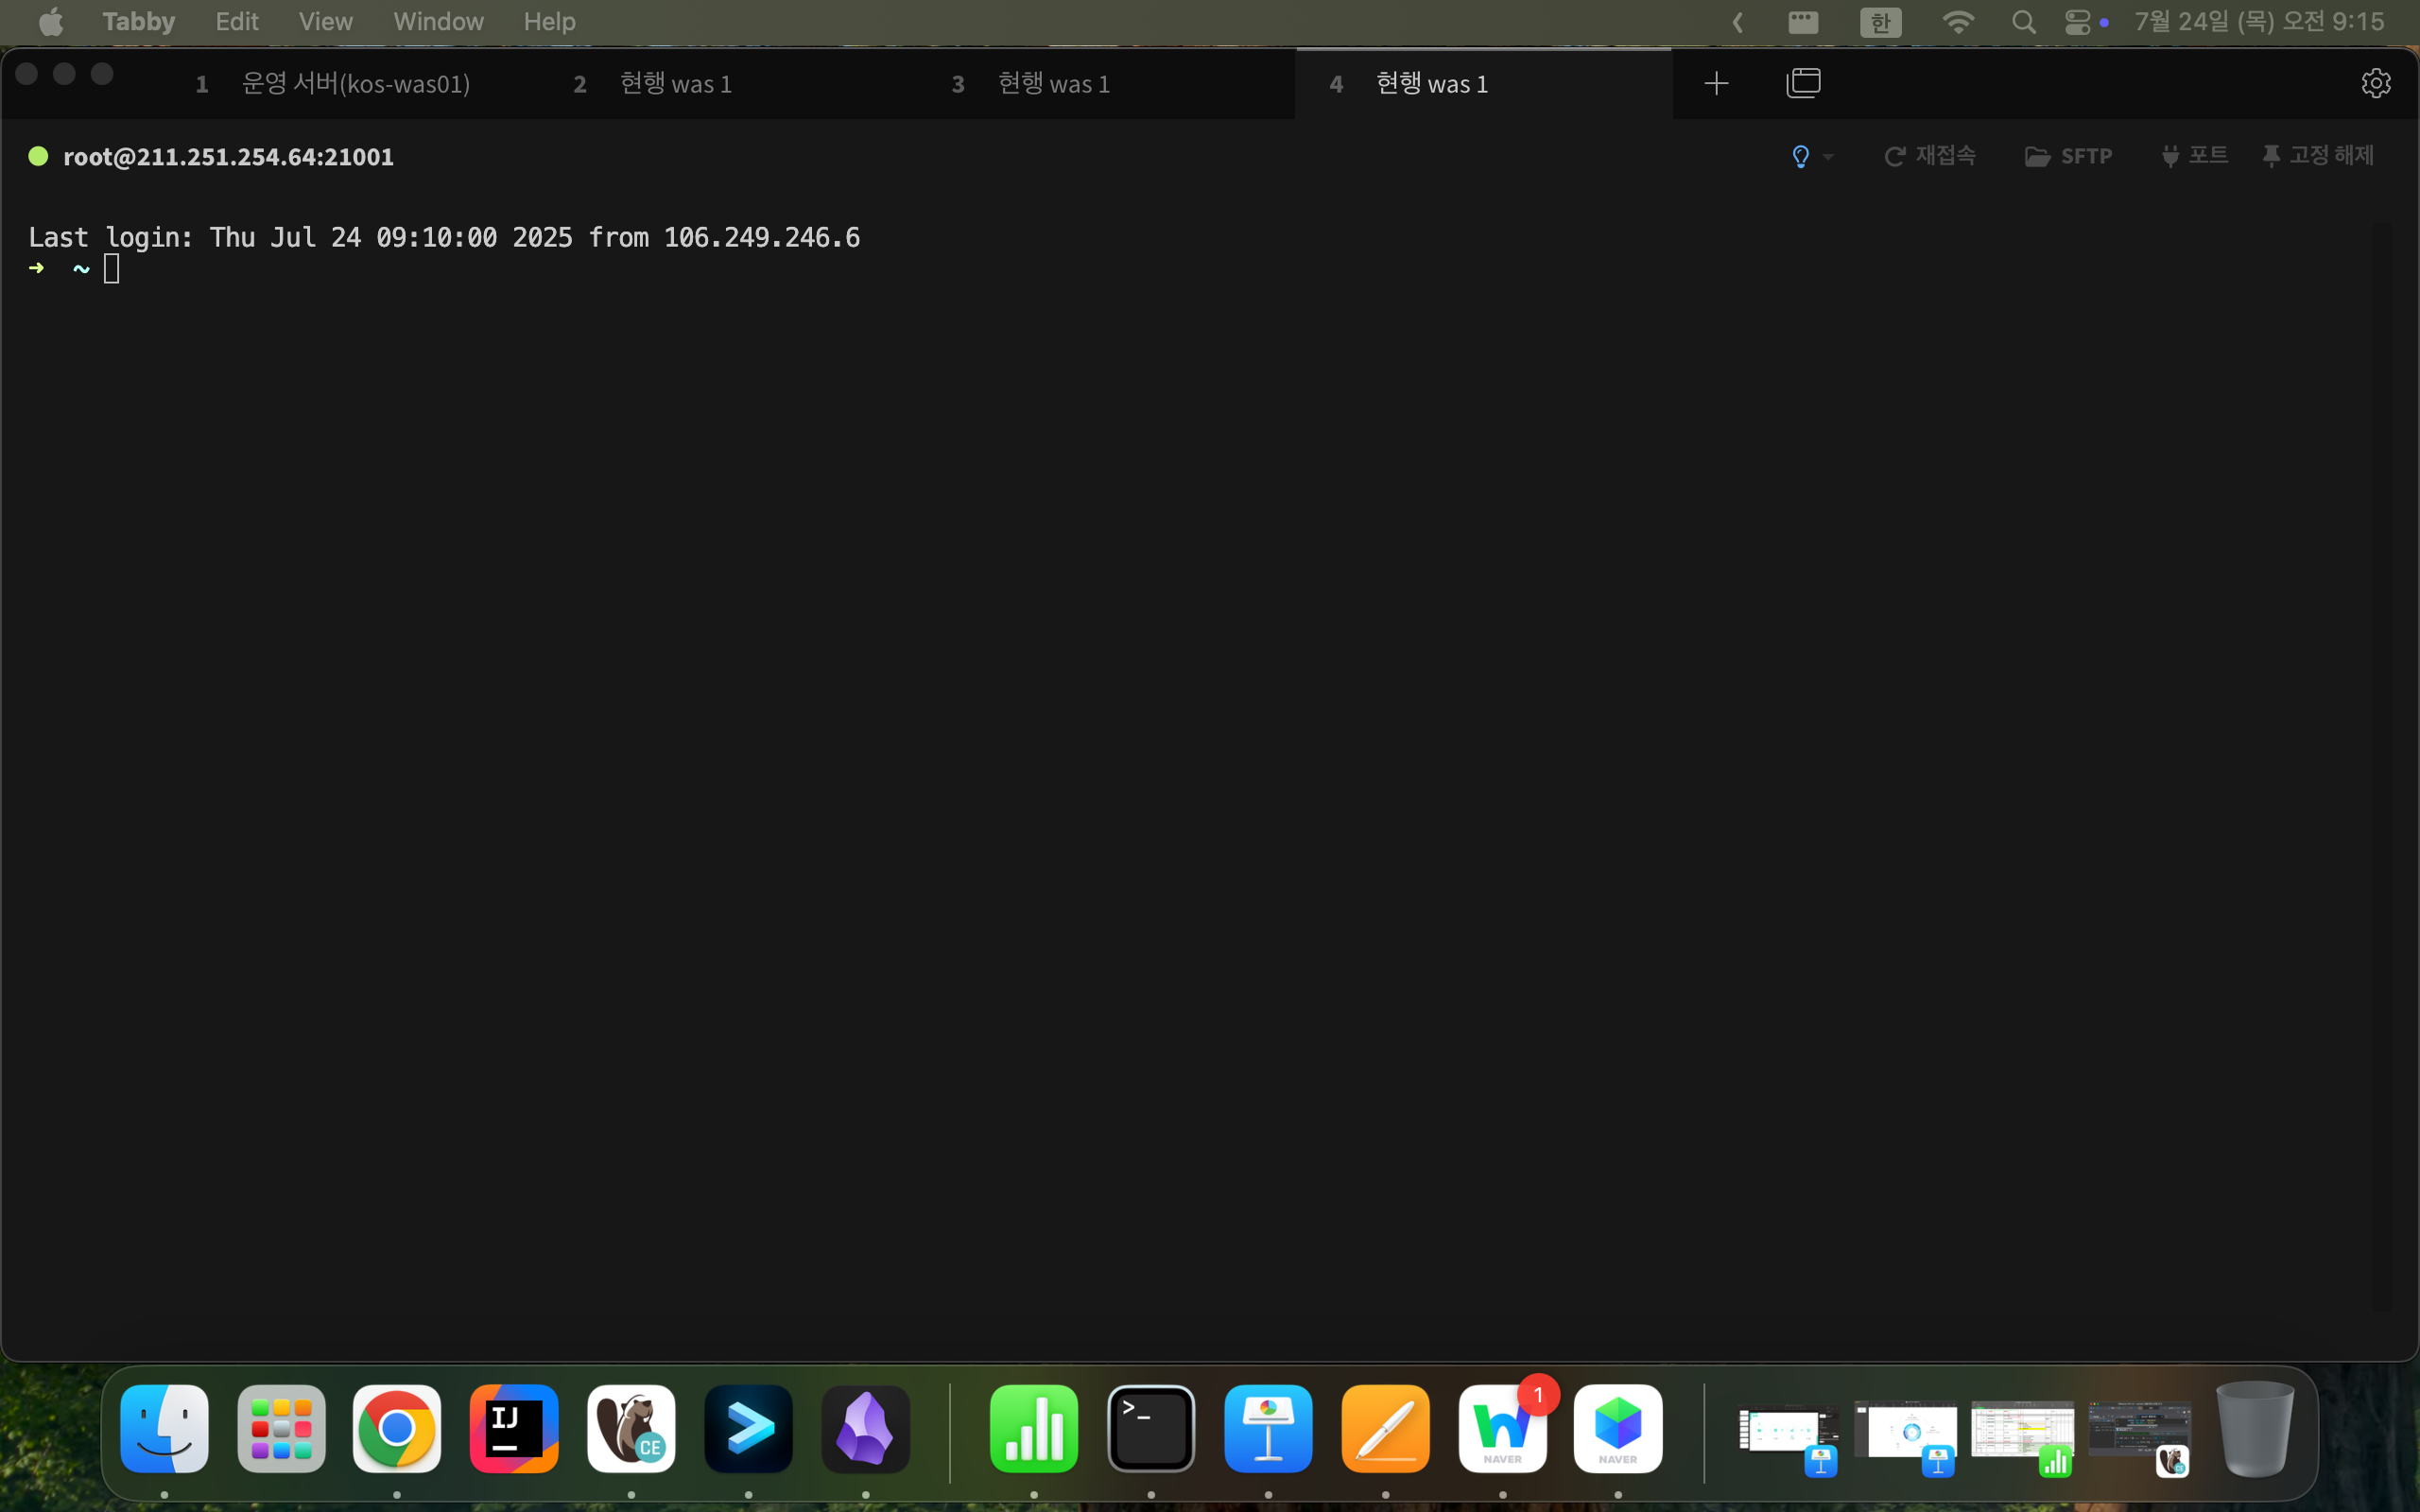 Tabby Edit View Window Help 한 7월 24일 (목) 오전 9:15
1 운영 서버(kos-was01) 2 현행 was 1 3 현행 was 1 4 현행 was 1
root@211.251.254.64:21001 재접속 SFTP 포트 고정 해제
Last login: Thu Jul 24 09:10:00 2025 from 106.249.246.6
➜ ~
IJ CE >_ NAVER 1 NAVER